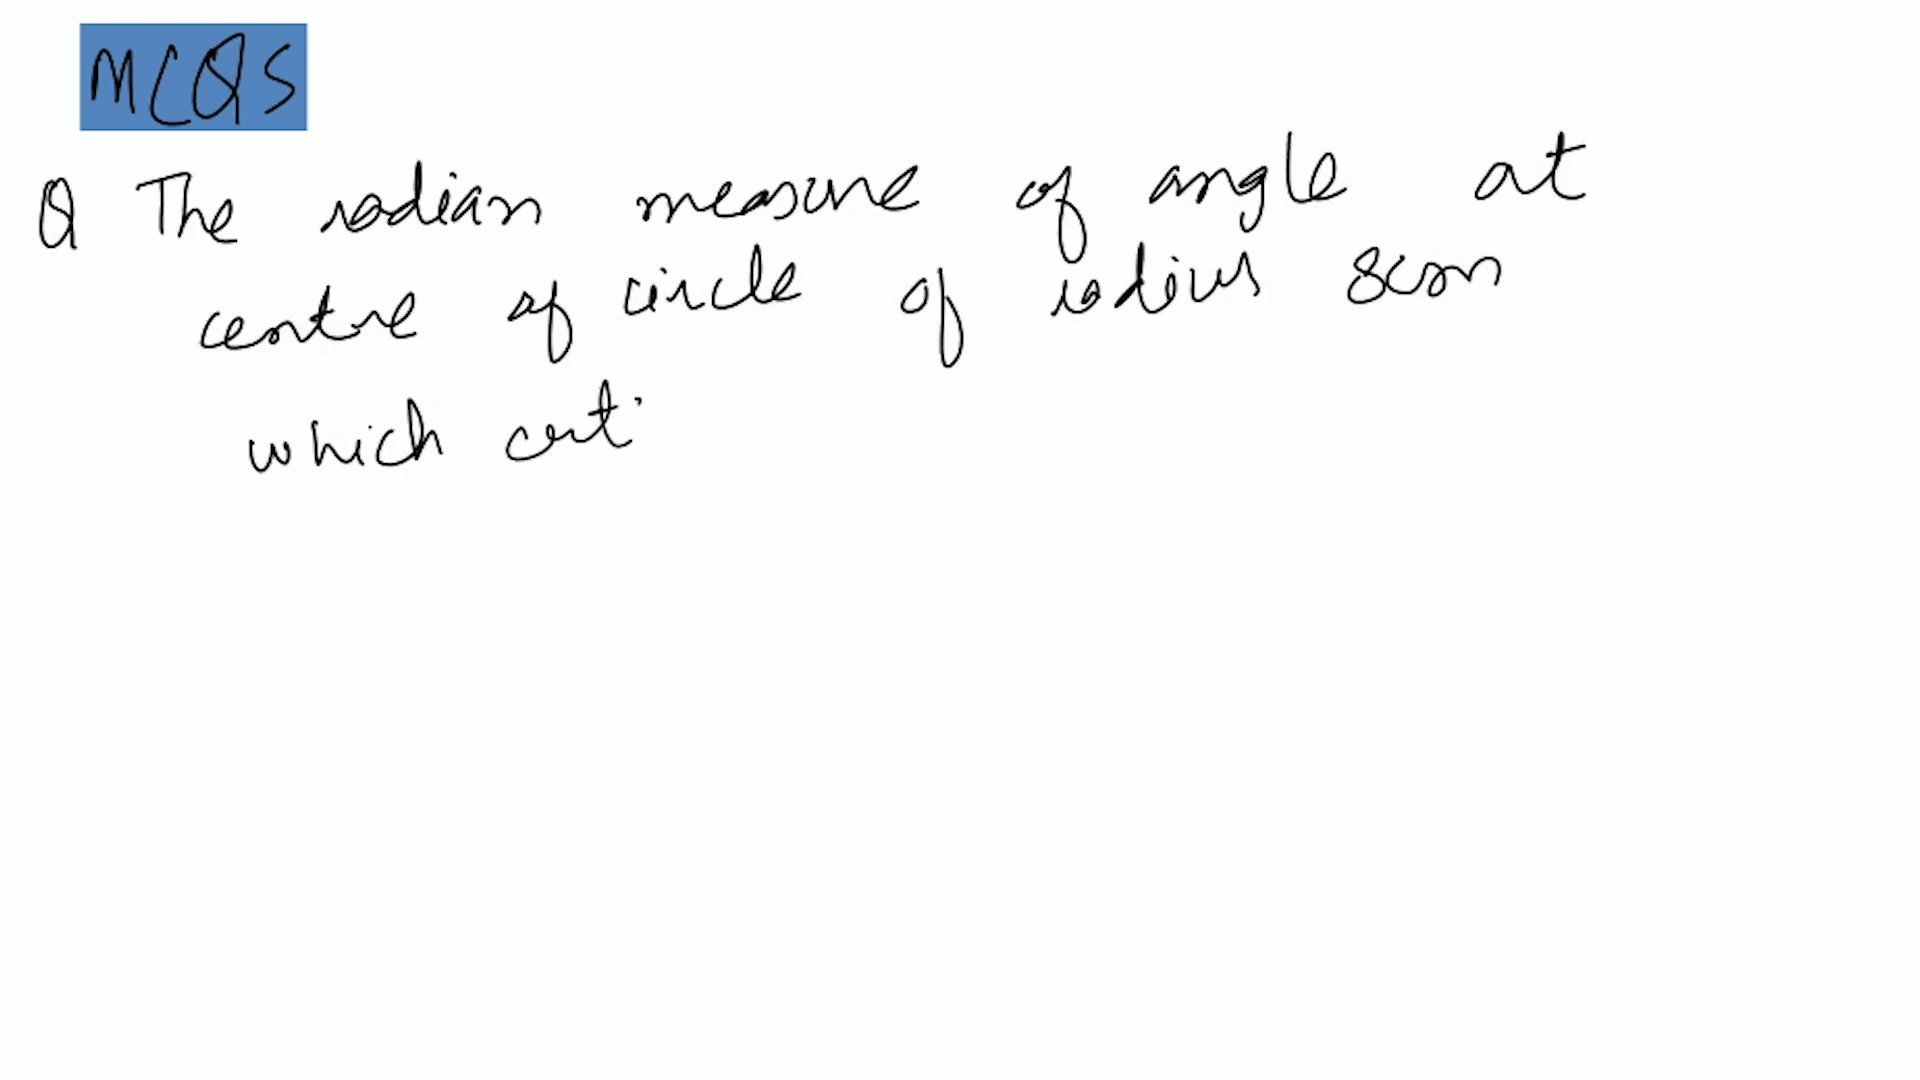 MCQS
Q The radian measure of angle at
centre of circle of radius 8cm
which cut